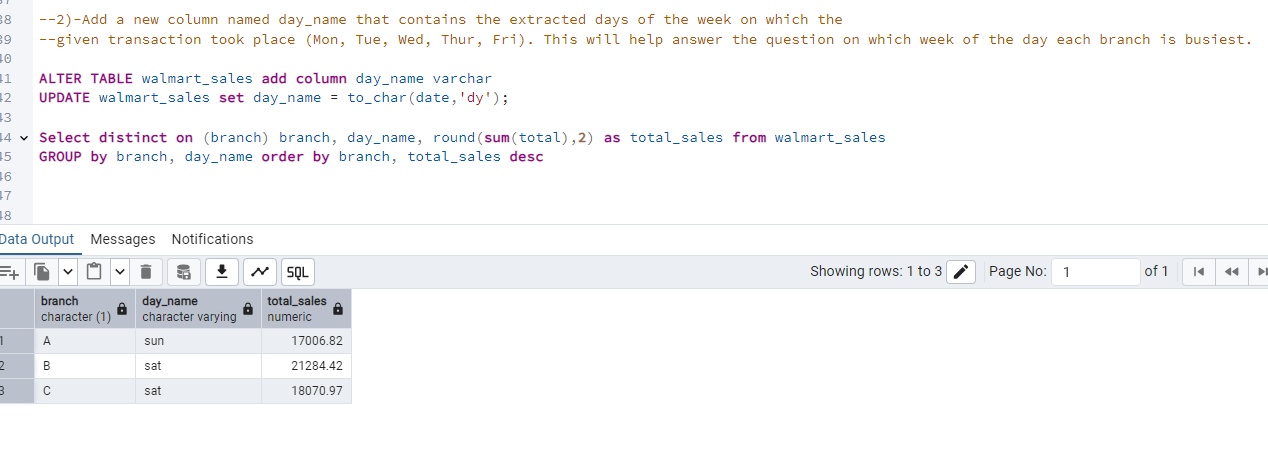 38 --2)-Add a new column named day_name that contains the extracted days of the week on which the
39 --given transaction took place (Mon, Tue, Wed, Thur, Fri). This will help answer the question on which week of the day each branch is busiest.
40
41 ALTER TABLE walmart_sales add column day_name varchar
42 UPDATE walmart_sales set day_name = to_char(date,'dy');
43
44 Select distinct on (branch) branch, day_name, round(sum(total),2) as total_sales from walmart_sales
45 GROUP by branch, day_name order by branch, total_sales desc
46
47
48
Data Output Messages Notifications
SQL Showing rows: 1 to 3 Page No: 1 of 1
branch day_name total_sales
character (1) character varying numeric
1 A sun 17006.82
2 B sat 21284.42
3 C sat 18070.97